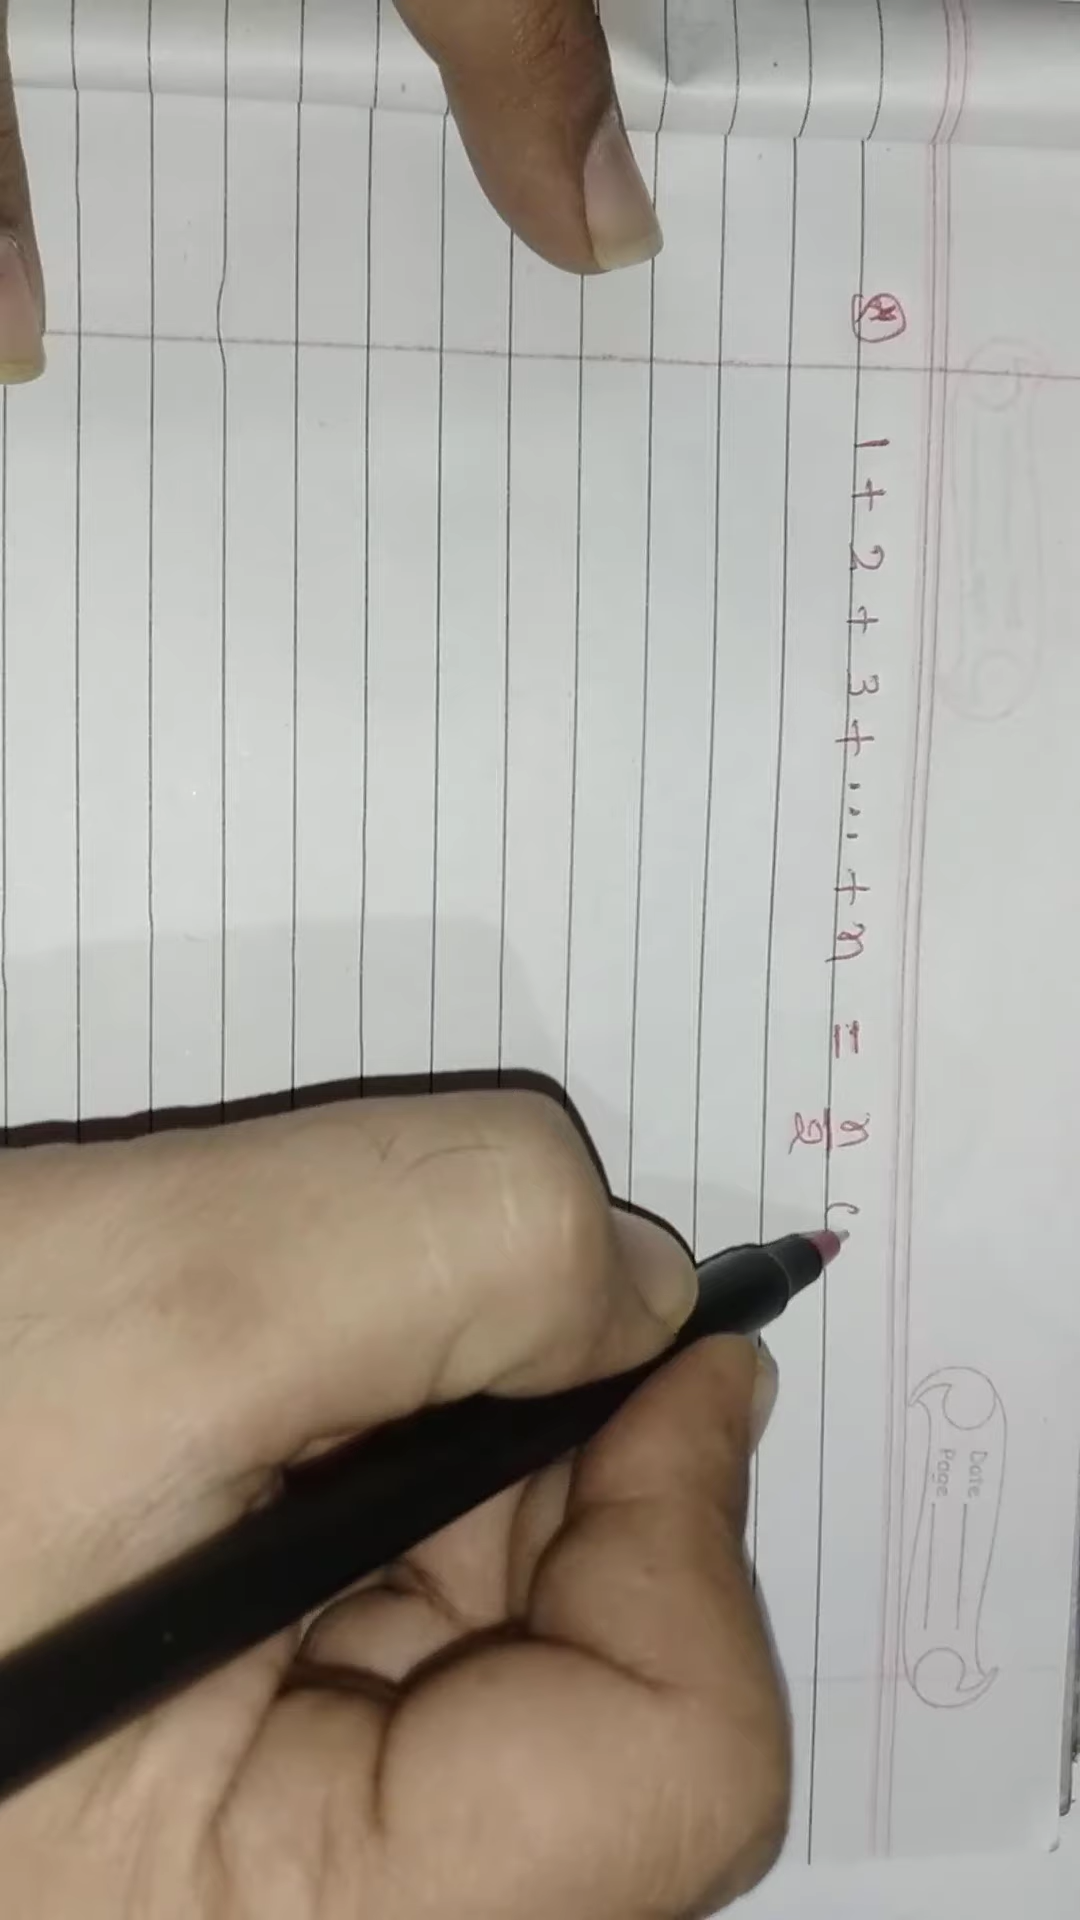 Date
Page
1 + 2 + 3 + ... + n = n/2 (